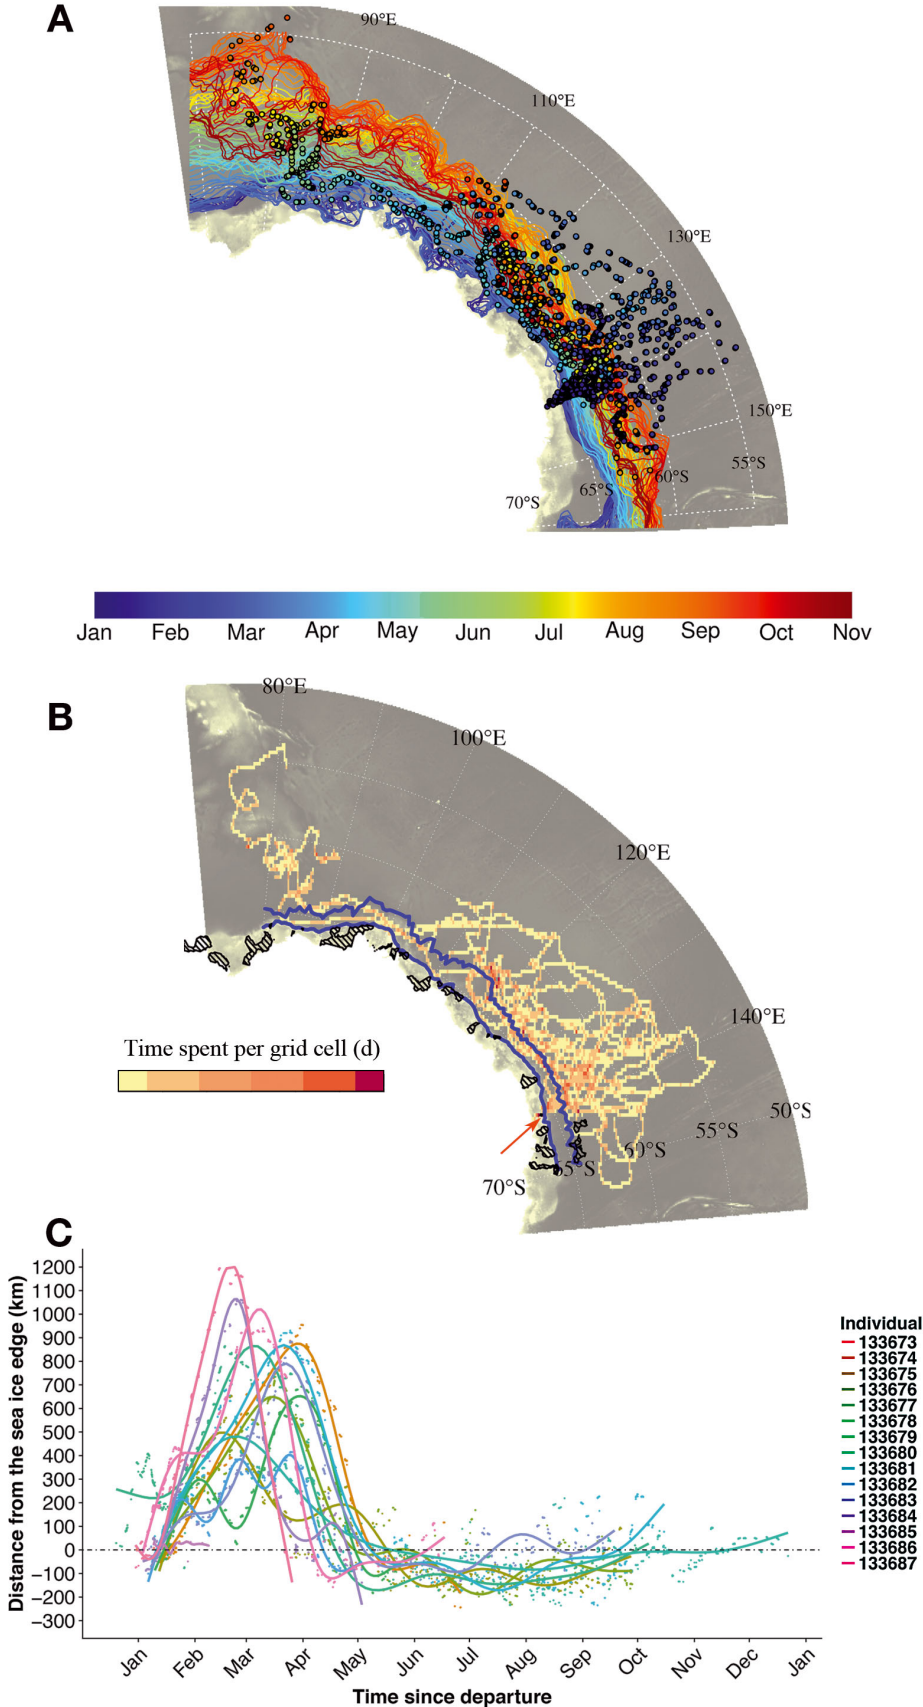 A
90°E
110°E
130°E
150°E
55°S
60°S
65°S
70°S
Jan Feb Mar Apr May Jun Jul Aug Sep Oct Nov
B
80°E
100°E
120°E
140°E
Time spent per grid cell (d)
50°S
55°S
60°S
65°S
70°S
C
Distance from the sea ice edge (km)
1200
1100
1000
900
800
700
600
500
400
300
200
100
0
−100
−200
−300
Jan Feb Mar Apr May Jun Jul Aug Sep Oct Nov Dec Jan
Time since departure
Individual
133673
133674
133675
133676
133677
133678
133679
133680
133681
133682
133683
133684
133685
133686
133687